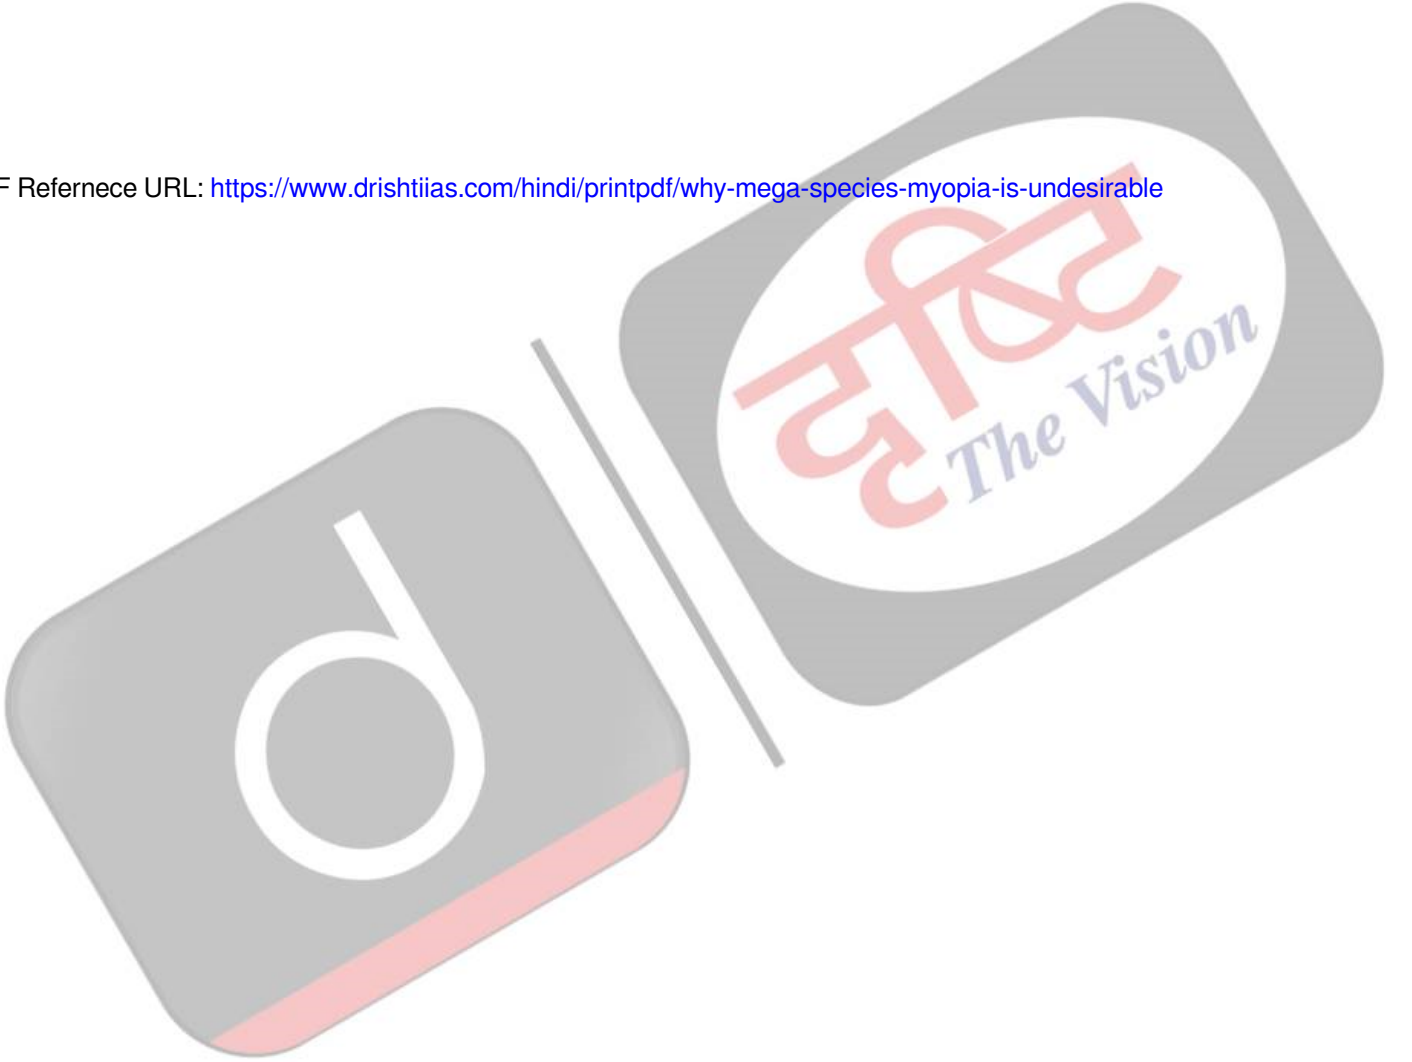 F Refernece URL: https://www.drishtiias.com/hindi/printpdf/why-mega-species-myopia-is-undesirable
दृष्टि
The Vision
d